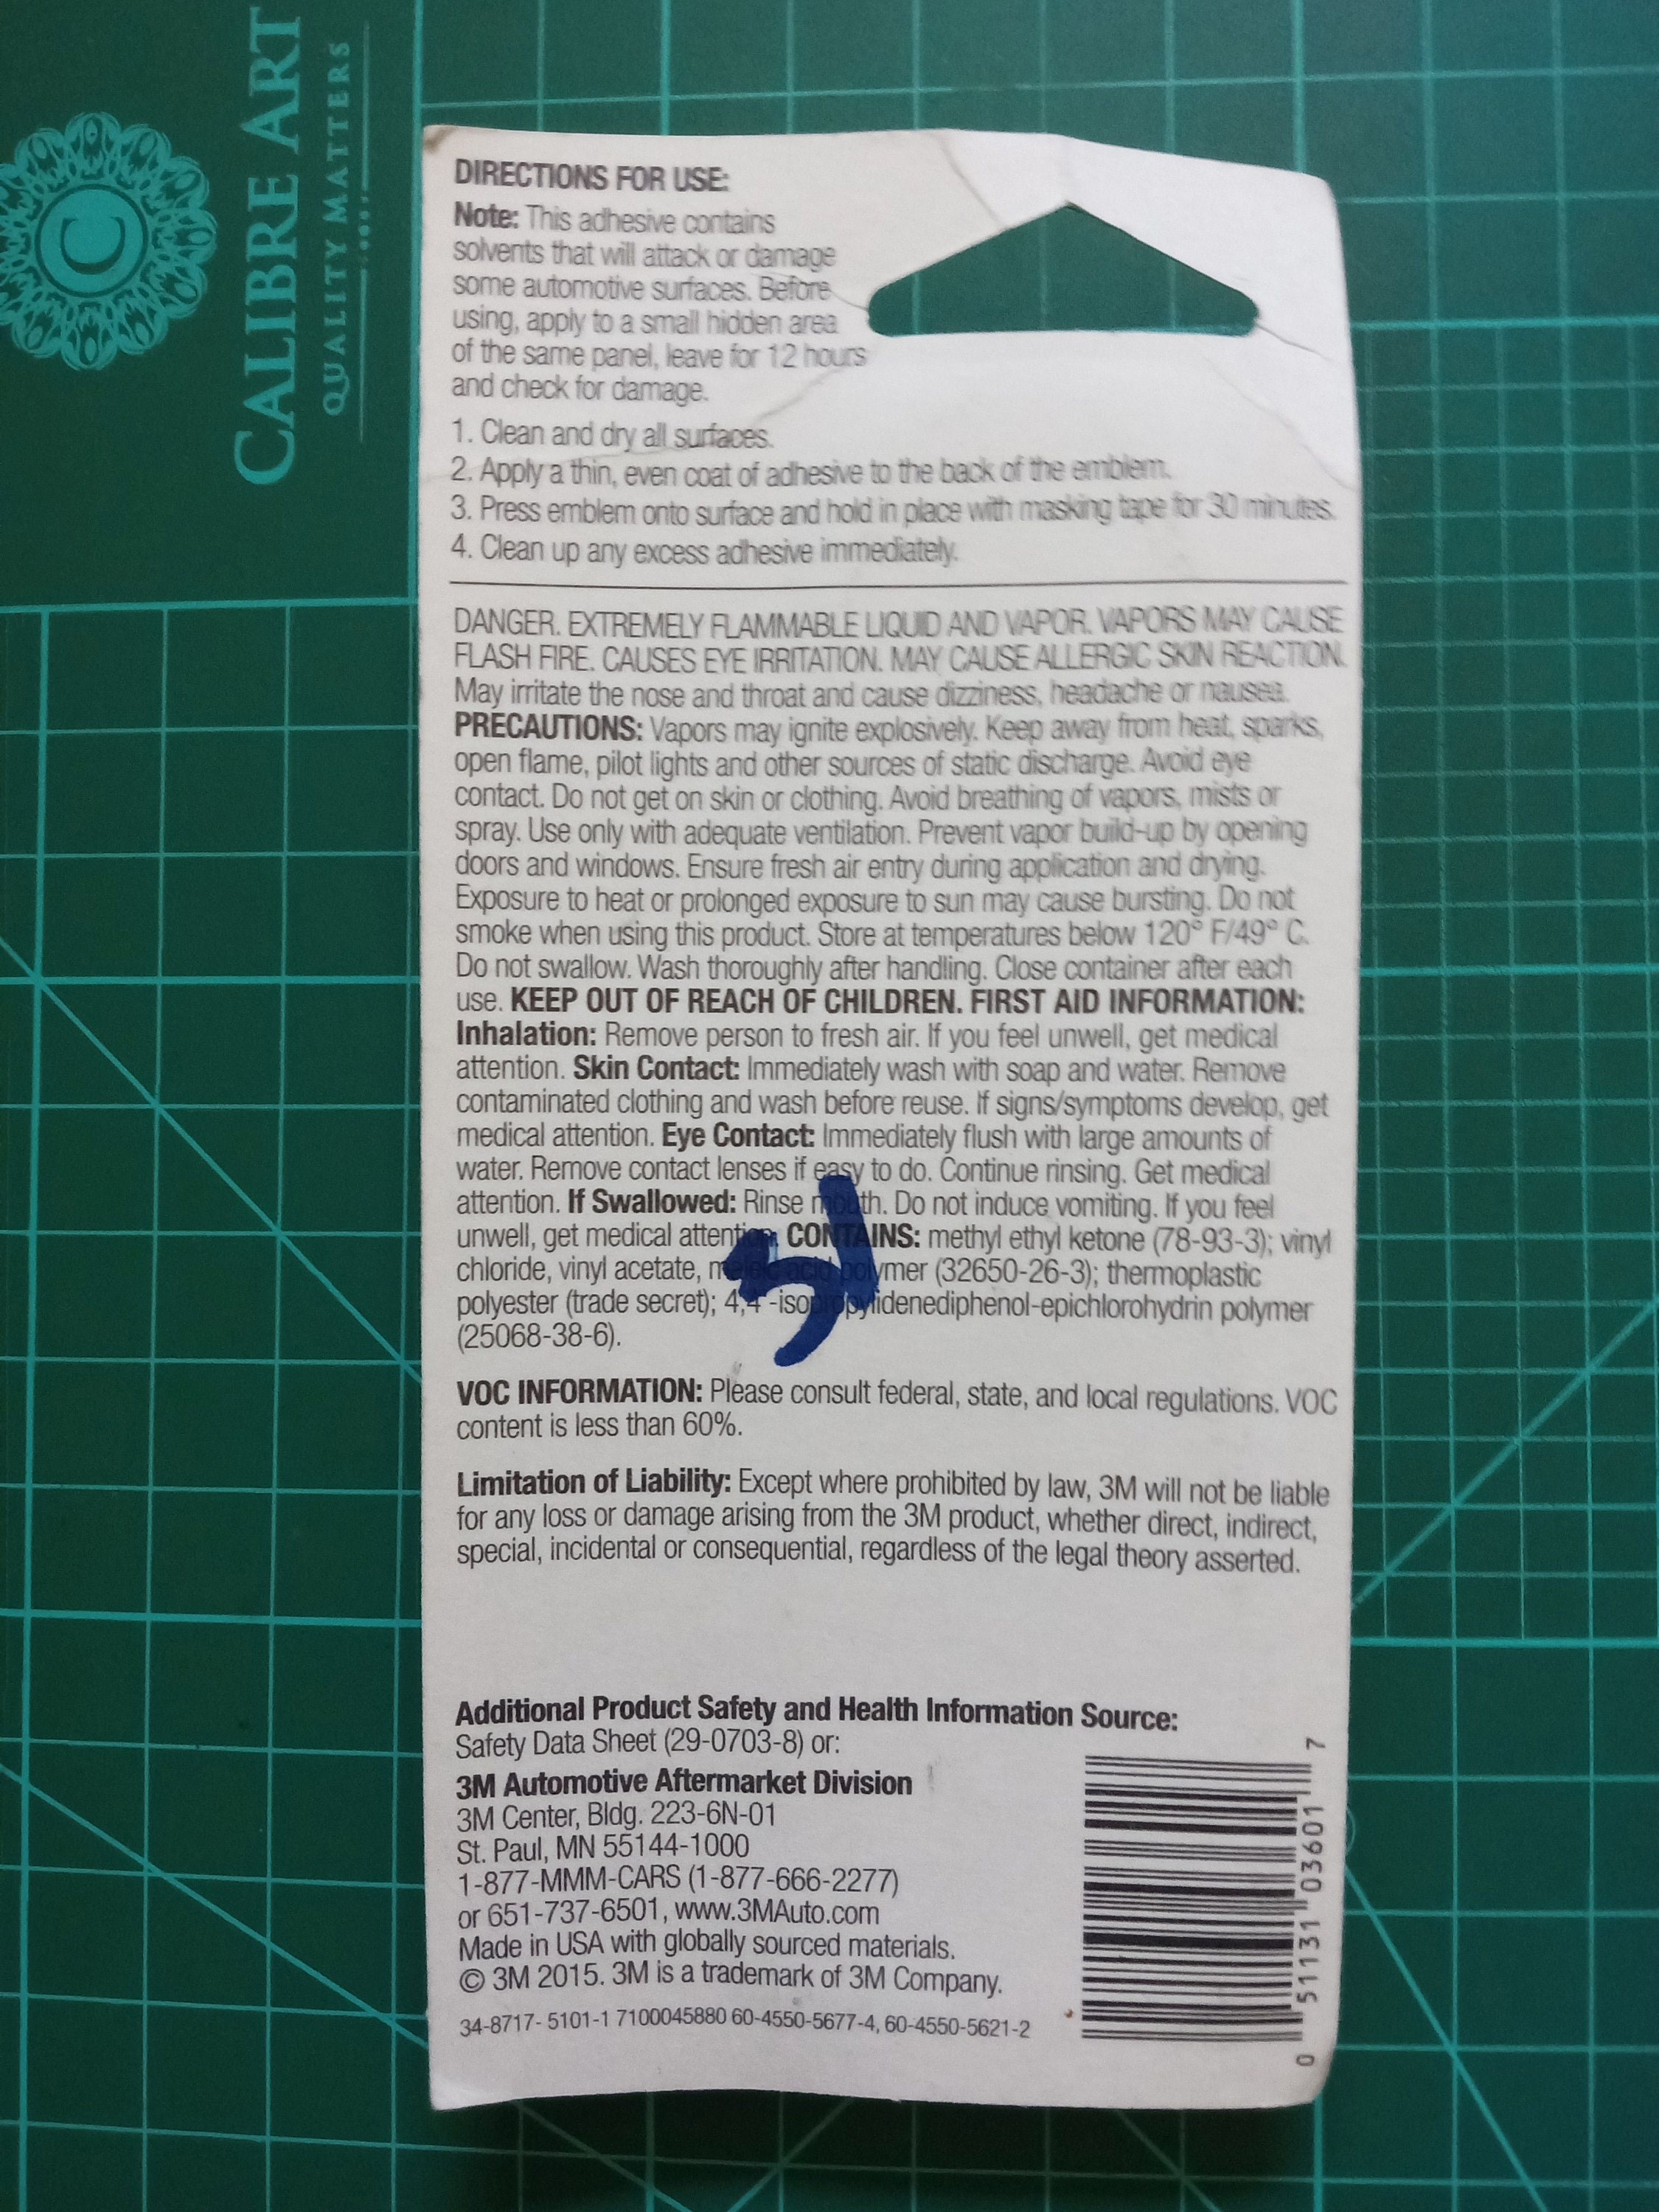 CALIBRE ART
QUALITY MATTERS
C
DIRECTIONS FOR USE:
Note: This adhesive contains
solvents that will attack or damage
some automotive surfaces. Before
using, apply to a small hidden area
of the same panel, leave for 12 hours
and check for damage.
1. Clean and dry all surfaces.
2. Apply a thin, even coat of adhesive to the back of the emblem.
3. Press emblem onto surface and hold in place with masking tape for 30 minutes.
4. Clean up any excess adhesive immediately.
DANGER. EXTREMELY FLAMMABLE LIQUID AND VAPOR. VAPORS MAY CAUSE
FLASH FIRE. CAUSES EYE IRRITATION. MAY CAUSE ALLERGIC SKIN REACTION.
May irritate the nose and throat and cause dizziness, headache or nausea.
PRECAUTIONS: Vapors may ignite explosively. Keep away from heat, sparks,
open flame, pilot lights and other sources of static discharge. Avoid eye
contact. Do not get on skin or clothing. Avoid breathing of vapors, mists or
spray. Use only with adequate ventilation. Prevent vapor build-up by opening
doors and windows. Ensure fresh air entry during application and drying.
Exposure to heat or prolonged exposure to sun may cause bursting. Do not
smoke when using this product. Store at temperatures below 120° F/49° C.
Do not swallow. Wash thoroughly after handling. Close container after each
use. KEEP OUT OF REACH OF CHILDREN. FIRST AID INFORMATION:
Inhalation: Remove person to fresh air. If you feel unwell, get medical
attention. Skin Contact: Immediately wash with soap and water. Remove
contaminated clothing and wash before reuse. If signs/symptoms develop, get
medical attention. Eye Contact: Immediately flush with large amounts of
water. Remove contact lenses if easy to do. Continue rinsing. Get medical
attention. If Swallowed: Rinse mouth. Do not induce vomiting. If you feel
unwell, get medical attention. CONTAINS: methyl ethyl ketone (78-93-3); vinyl
chloride, vinyl acetate, maleic acid polymer (32650-26-3); thermoplastic
polyester (trade secret); 4,4'-isopropylidenediphenol-epichlorohydrin polymer
(25068-38-6).
VOC INFORMATION: Please consult federal, state, and local regulations. VOC
content is less than 60%.
Limitation of Liability: Except where prohibited by law, 3M will not be liable
for any loss or damage arising from the 3M product, whether direct, indirect,
special, incidental or consequential, regardless of the legal theory asserted.
Additional Product Safety and Health Information Source:
Safety Data Sheet (29-0703-8) or:
3M Automotive Aftermarket Division
3M Center, Bldg. 223-6N-01
St. Paul, MN 55144-1000
1-877-MMM-CARS (1-877-666-2277)
or 651-737-6501, www.3MAuto.com
Made in USA with globally sourced materials.
© 3M 2015. 3M is a trademark of 3M Company.
34-8717- 5101-1 7100045880 60-4550-5677-4, 60-4550-5621-2
0 51131 03601 7